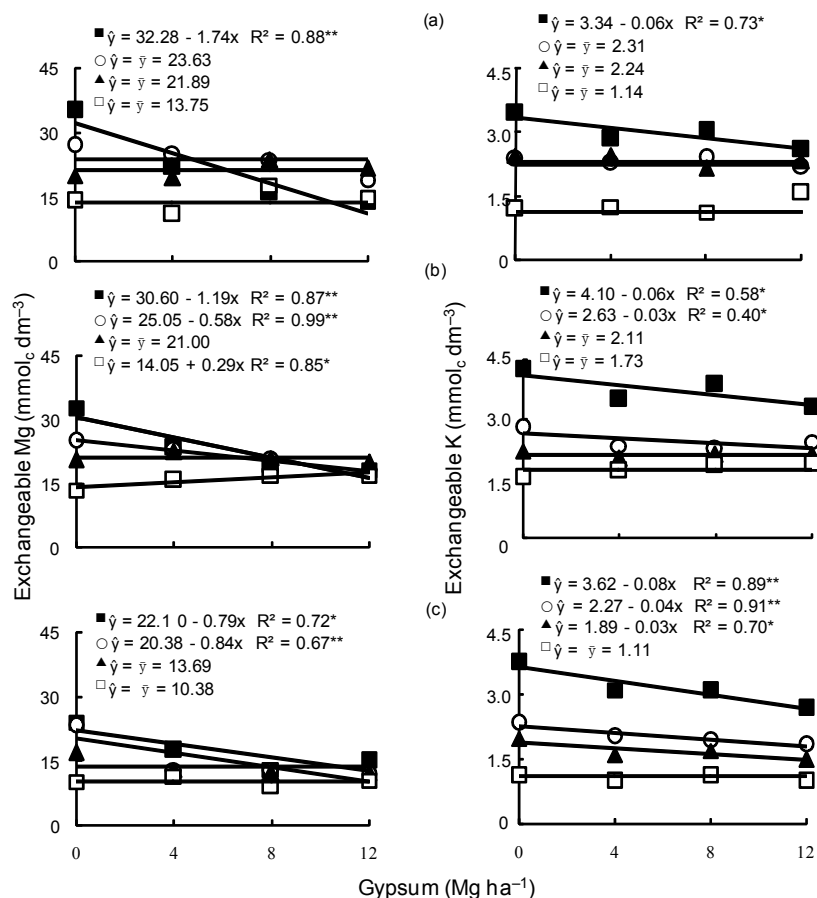 (a)
■ ŷ = 32.28 - 1.74x R² = 0.88**
○ ŷ = ȳ = 23.63
▲ ŷ = ȳ = 21.89
□ ŷ = ȳ = 13.75
45
30
15
0
■ ŷ = 3.34 - 0.06x R² = 0.73*
○ ŷ = ȳ = 2.31
▲ ŷ = ȳ = 2.24
□ ŷ = ȳ = 1.14
4.5
3.0
1.5
0
(b)
■ ŷ = 30.60 - 1.19x R² = 0.87**
○ ŷ = 25.05 - 0.58x R² = 0.99**
▲ ŷ = ȳ = 21.00
□ ŷ = 14.05 + 0.29x R² = 0.85*
45
30
15
0
■ ŷ = 4.10 - 0.06x R² = 0.58*
○ ŷ = 2.63 - 0.03x R² = 0.40*
▲ ŷ = ȳ = 2.11
□ ŷ = ȳ = 1.73
4.5
3.0
1.5
0
(c)
■ ŷ = 22.1 0 - 0.79x R² = 0.72*
○ ŷ = 20.38 - 0.84x R² = 0.67**
▲ ŷ = ȳ = 13.69
□ ŷ = ȳ = 10.38
45
30
15
0
0 4 8 12
■ ŷ = 3.62 - 0.08x R² = 0.89**
○ ŷ = 2.27 - 0.04x R² = 0.91**
▲ ŷ = 1.89 - 0.03x R² = 0.70*
□ ŷ = ȳ = 1.11
4.5
3.0
1.5
0
0 4 8 12
Exchangeable Mg (mmol_c dm⁻³)
Exchangeable K (mmol_c dm⁻³)
Gypsum (Mg ha⁻¹)